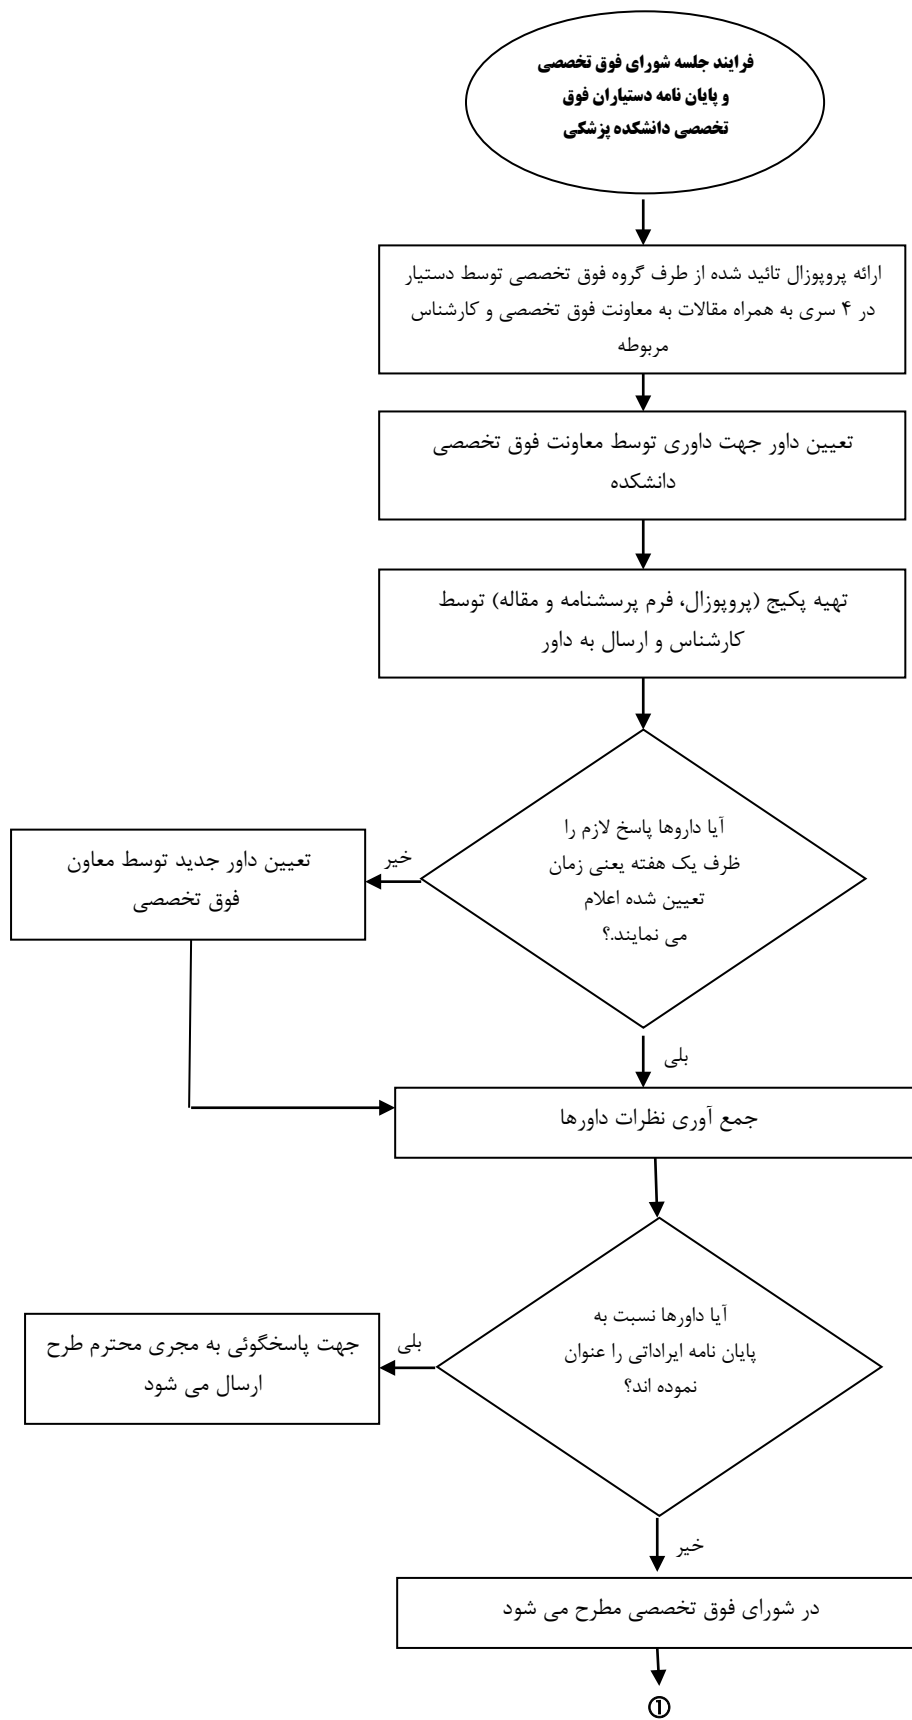 فرایند جلسه شورای فوق تخصصی
و پایان نامه دستیاران فوق
تخصصی دانشکده پزشکی
ارائه پروپوزال تائید شده از طرف گروه فوق تخصصی توسط دستیار
در ۴ سری به همراه مقالات به معاونت فوق تخصصی و کارشناس
مربوطه
تعیین داور جهت داوری توسط معاونت فوق تخصصی
دانشکده
تهیه پکیج (پروپوزال، فرم پرسشنامه و مقاله) توسط
کارشناس و ارسال به داور
آیا داروها پاسخ لازم را
ظرف یک هفته یعنی زمان
تعیین شده اعلام
می نمایند.؟
خیر
تعیین داور جدید توسط معاون
فوق تخصصی
بلی
جمع آوری نظرات داورها
آیا داورها نسبت به
پایان نامه ایراداتی را عنوان
نموده اند؟
بلی
جهت پاسخگوئی به مجری محترم طرح
ارسال می شود
خیر
در شورای فوق تخصصی مطرح می شود
①